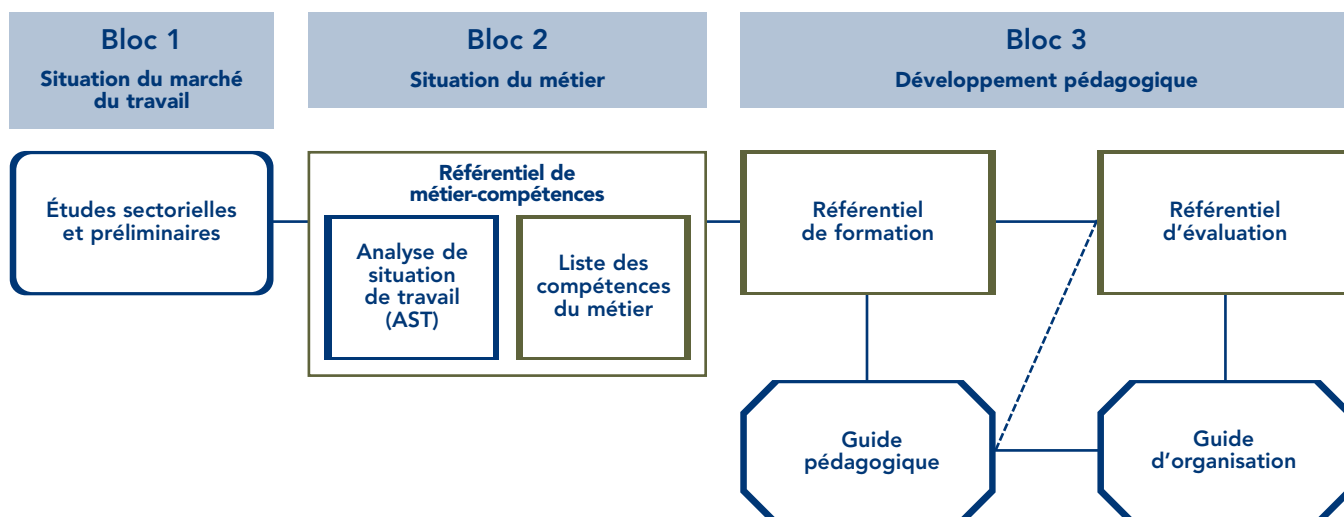 Bloc 1
Situation du marché
du travail
Bloc 2
Situation du métier
Bloc 3
Développement pédagogique
Études sectorielles
et préliminaires
Référentiel de
métier-compétences
Analyse de
situation
de travail
(AST)
Liste des
compétences
du métier
Référentiel
de formation
Référentiel
d'évaluation
Guide
pédagogique
Guide
d'organisation